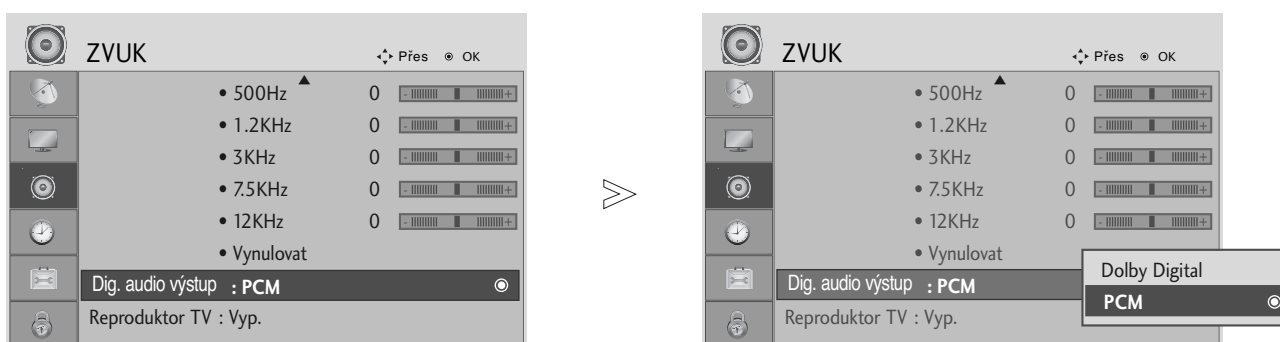 ZVUK
Přes OK
• 500Hz 0 - +
• 1.2KHz 0 - +
• 3KHz 0 - +
• 7.5KHz 0 - +
• 12KHz 0 - +
• Vynulovat
Dig. audio výstup : PCM
Reproduktor TV : Vyp.
ZVUK
Přes OK
• 500Hz 0 - +
• 1.2KHz 0 - +
• 3KHz 0 - +
• 7.5KHz 0 - +
• 12KHz 0 - +
• Vynulovat
Dig. audio výstup : PCM
Reproduktor TV : Vyp.
Dolby Digital
PCM